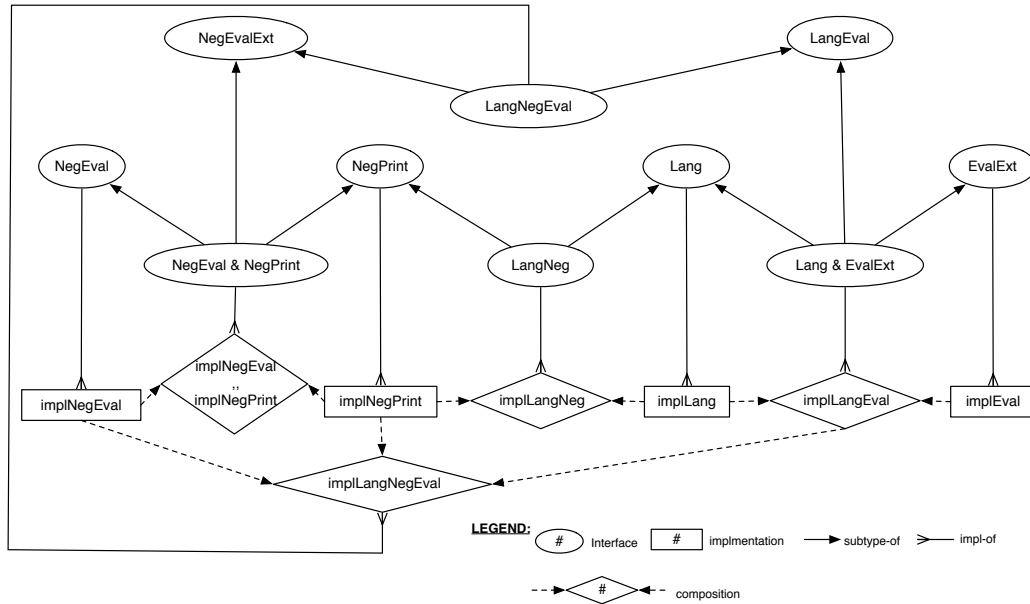 NegEvalExt
LangEval
LangNegEval
NegEval
NegPrint
Lang
EvalExt
NegEval & NegPrint
LangNeg
Lang & EvalExt
implNegEval
,,
implNegPrint
implNegEval
implNegPrint
implLangNeg
implLang
implLangEval
implEval
implLangNegEval
LEGEND:
# Interface
# implmentation
subtype-of
impl-of
# composition